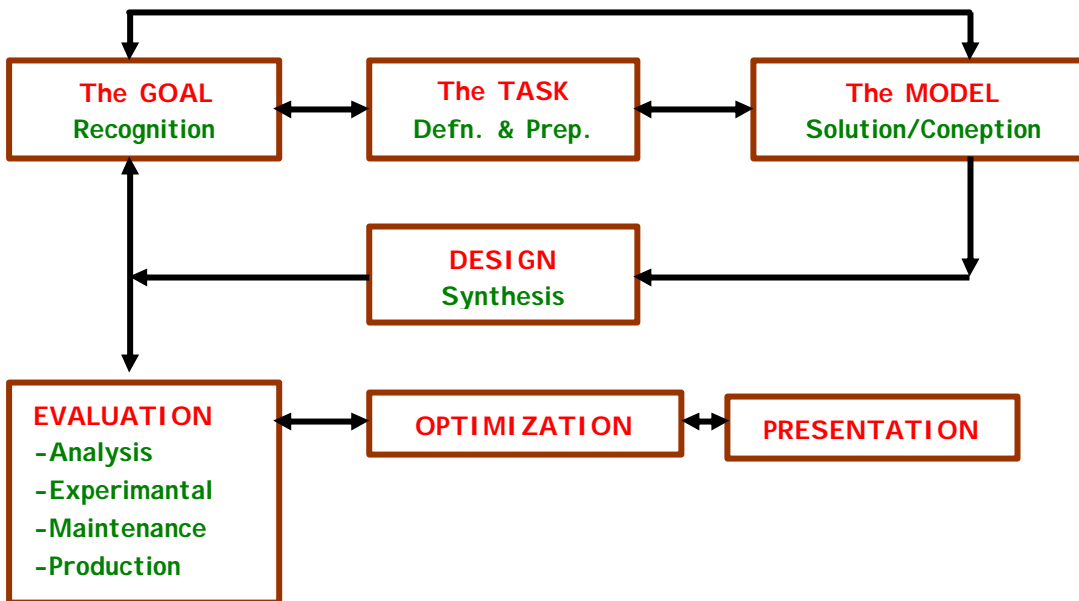 The GOAL
Recognition
The TASK
Defn. & Prep.
The MODEL
Solution/Coneption
DESIGN
Synthesis
EVALUATION
-Analysis
-Experimantal
-Maintenance
-Production
OPTIMIZATION
PRESENTATION